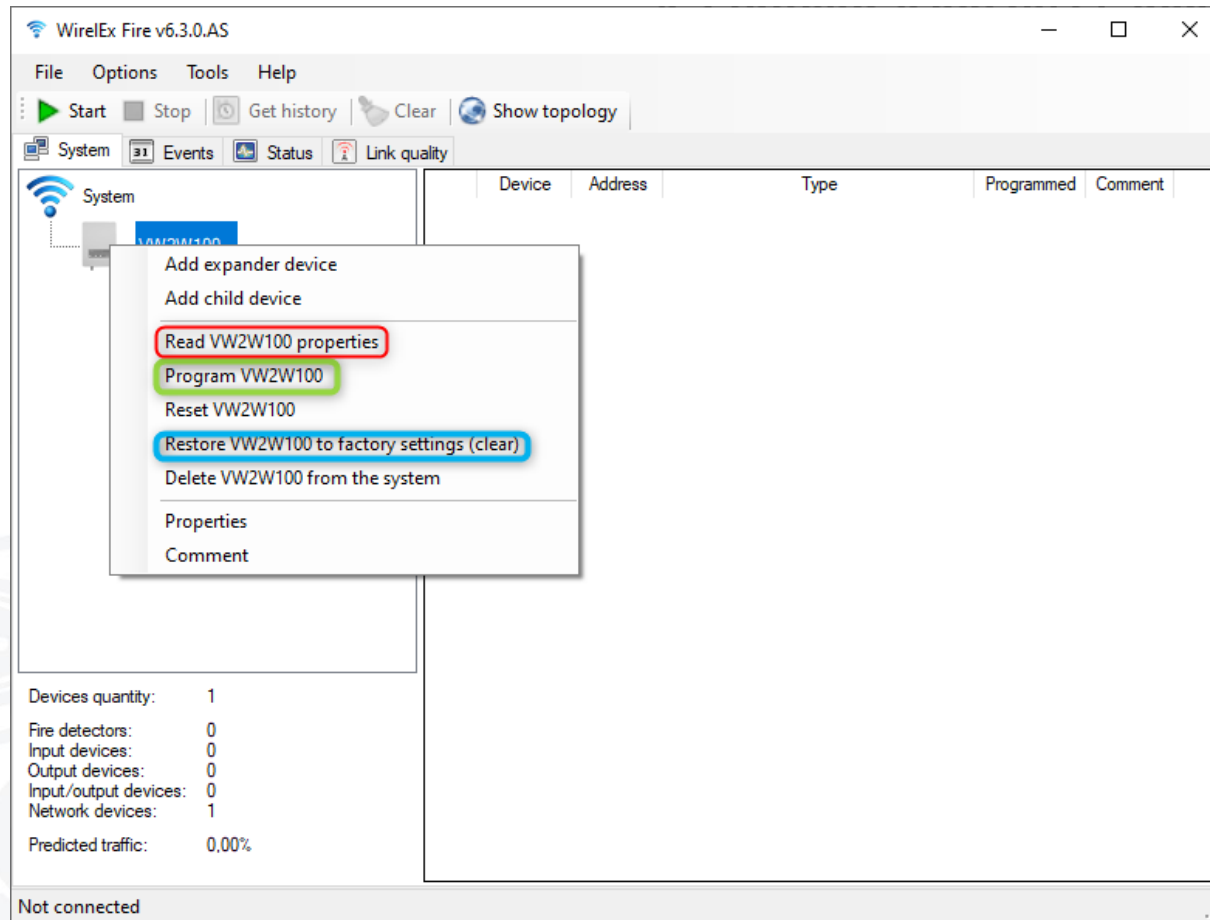 WirelEx Fire v6.3.0.AS
File Options Tools Help
Start Stop Get history Clear Show topology
System 31 Events Status Link quality
System
Device Address Type Programmed Comment
VW2W100
Add expander device
Add child device
Read VW2W100 properties
Program VW2W100
Reset VW2W100
Restore VW2W100 to factory settings (clear)
Delete VW2W100 from the system
Properties
Comment
Devices quantity: 1
Fire detectors: 0
Input devices: 0
Output devices: 0
Input/output devices: 0
Network devices: 1
Predicted traffic: 0,00%
Not connected